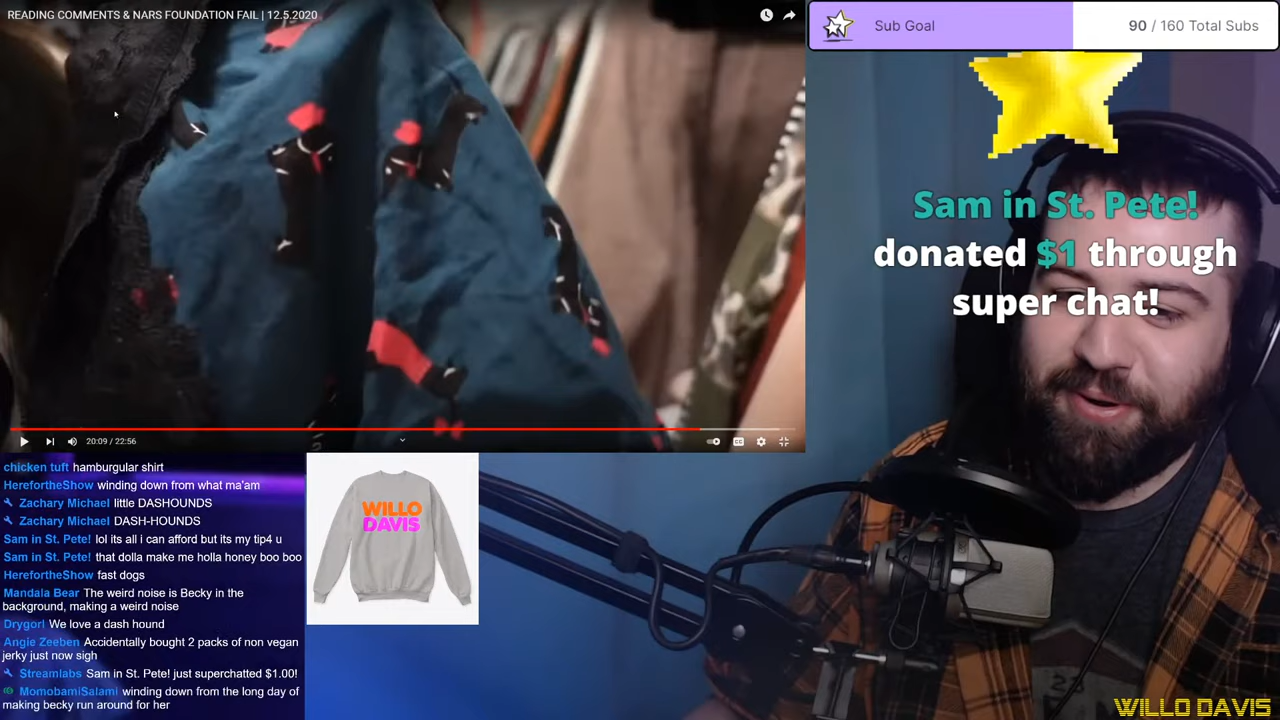 READING COMMENTS & NARS FOUNDATION FAIL | 12.5.2020
Sub Goal
90 / 160 Total Subs
Sam in St. Pete!
donated $1 through
super chat!
20:09 / 22:56
CC
chicken tuft hamburgular shirt
HerefortheShow winding down from what ma'am
Zachary Michael little DASHOUNDS
Zachary Michael DASH-HOUNDS
Sam in St. Pete! lol its all i can afford but its my tip4 u
Sam in St. Pete! that dolla make me holla honey boo boo
HerefortheShow fast dogs
Mandala Bear The weird noise is Becky in the
background, making a weird noise
Drygorl We love a dash hound
Angie Zeeben Accidentally bought 2 packs of non vegan
jerky just now sigh
Streamlabs Sam in St. Pete! just superchatted $1.00!
MomobamiSalami winding down from the long day of
making becky run around for her
WILLO
DAVIS
23
WILLO DAVIS